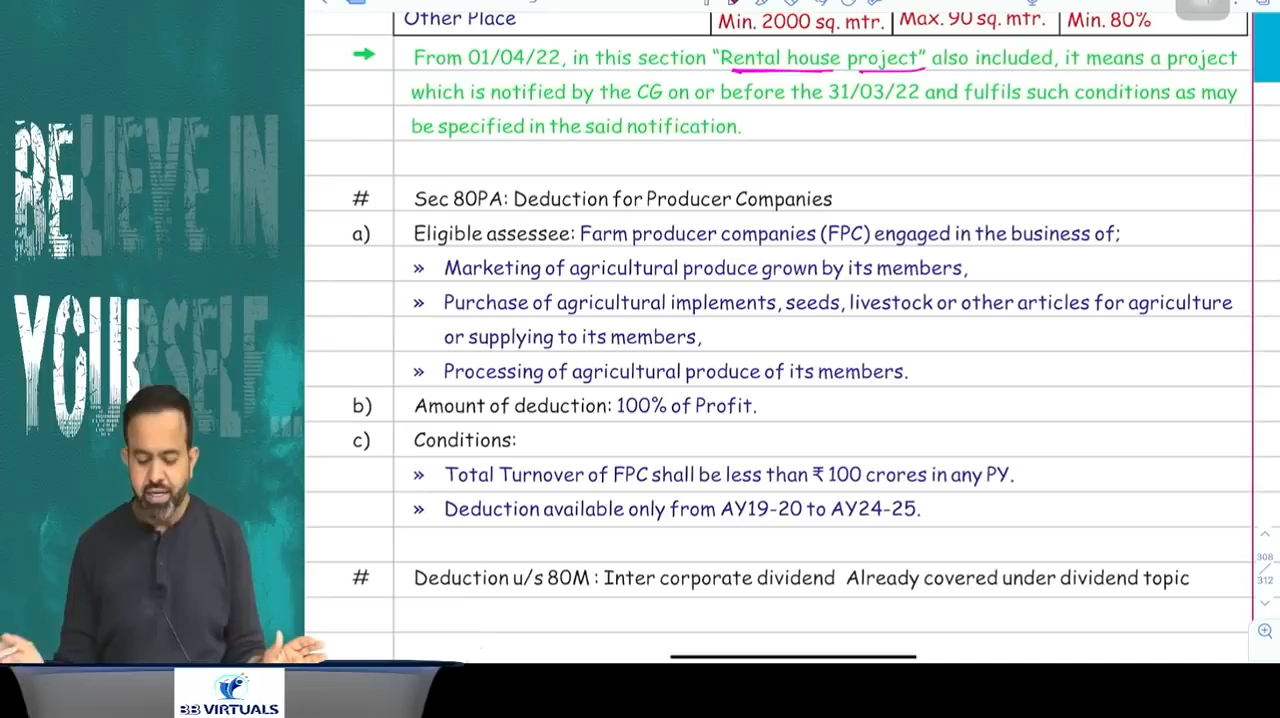 Other Place
Min. 2000 sq. mtr.
Max. 90 sq. mtr.
Min. 80%
From 01/04/22, in this section “Rental house project” also included, it means a project
which is notified by the CG on or before the 31/03/22 and fulfils such conditions as may
be specified in the said notification.
# Sec 80PA: Deduction for Producer Companies
a) Eligible assessee: Farm producer companies (FPC) engaged in the business of;
» Marketing of agricultural produce grown by its members,
» Purchase of agricultural implements, seeds, livestock or other articles for agriculture
or supplying to its members,
» Processing of agricultural produce of its members.
b) Amount of deduction: 100% of Profit.
c) Conditions:
» Total Turnover of FPC shall be less than ₹ 100 crores in any PY.
» Deduction available only from AY19-20 to AY24-25.
# Deduction u/s 80M : Inter corporate dividend Already covered under dividend topic
308
312
BELIEVE IN
YOURSELF...
BB VIRTUALS